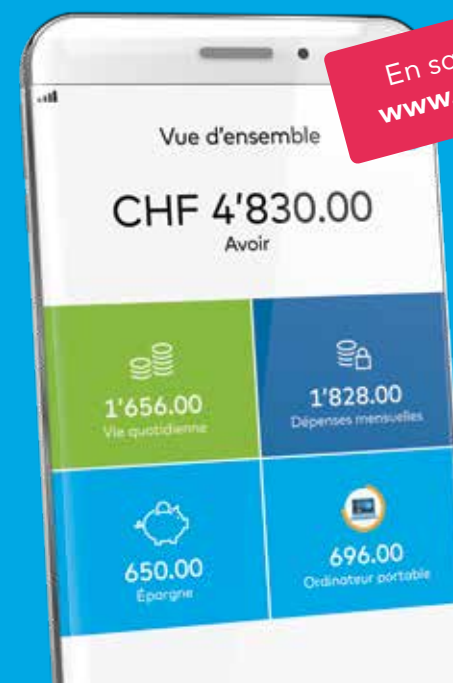 En
www.
Vue d'ensemble
CHF 4'830.00
Avoir
1'656.00
Vie quotidienne
1'828.00
Dépenses mensuelles
650.00
Épargne
696.00
Ordinateur portable